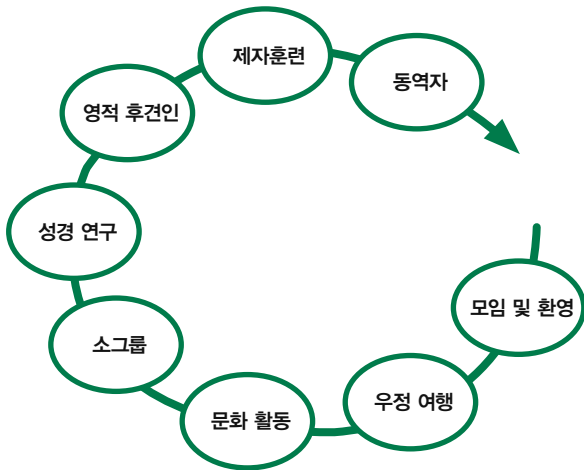 제자훈련
동역자
영적 후견인
성경 연구
모임 및 환영
소그룹
우정 여행
문화 활동